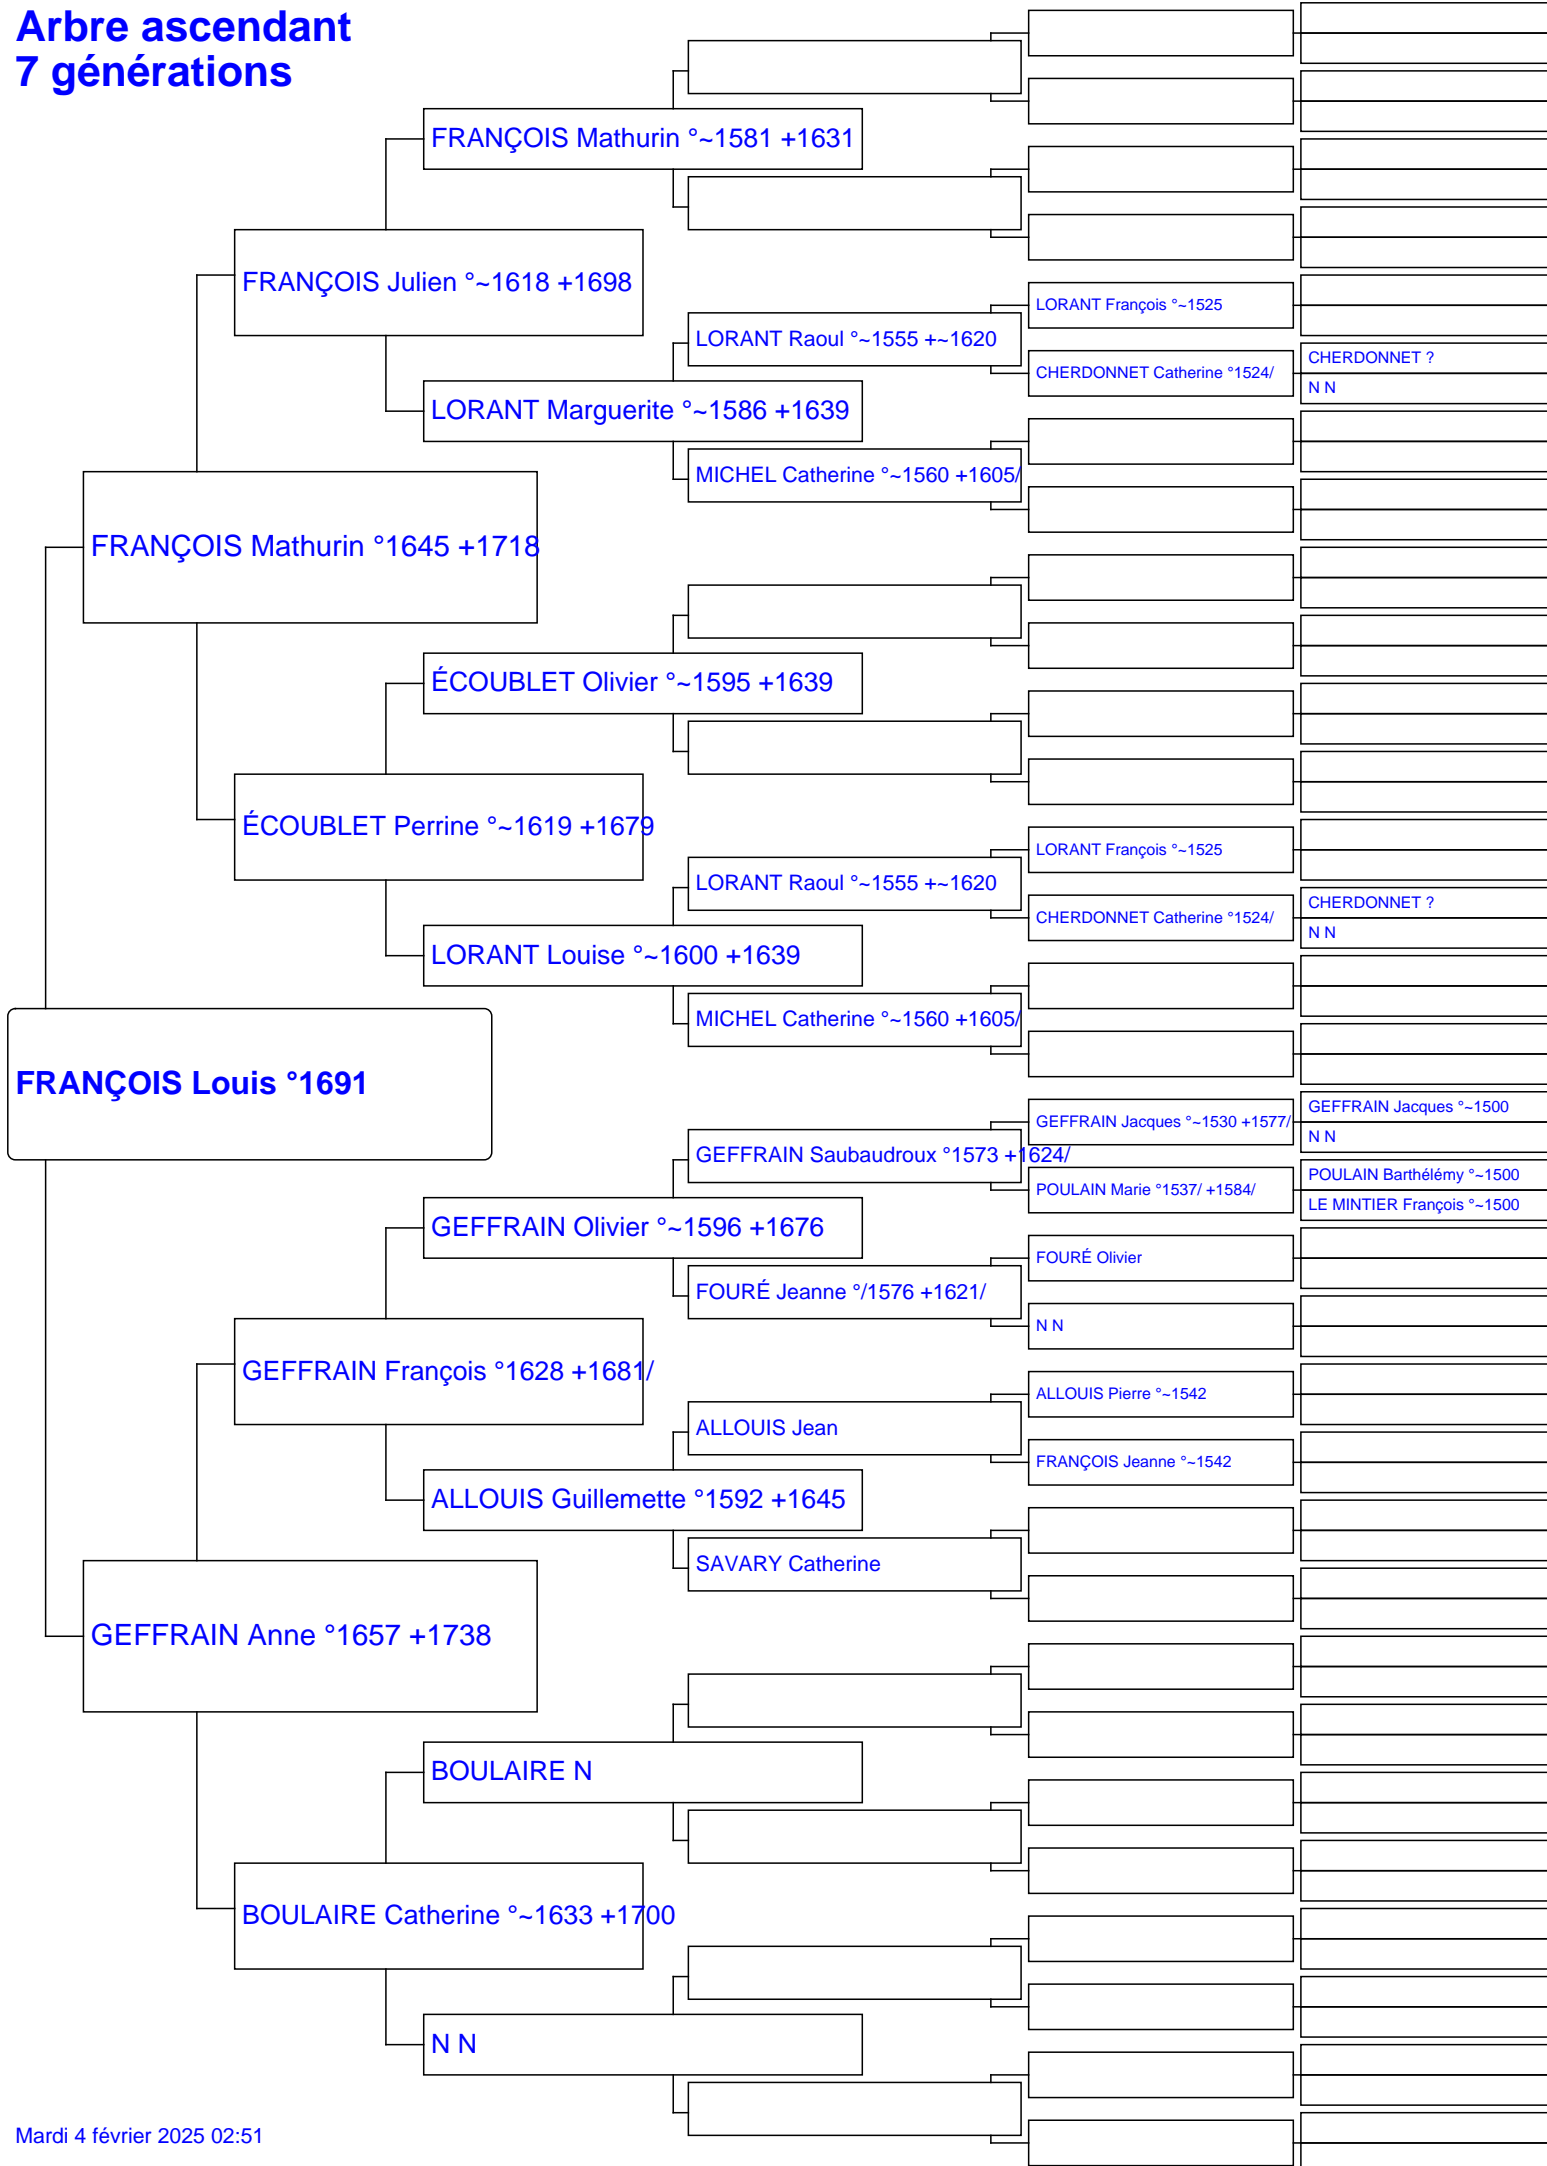 Arbre ascendant
7 générations
FRANÇOIS Mathurin °~1581 +1631
FRANÇOIS Julien °~1618 +1698
LORANT François °~1525
LORANT Raoul °~1555 +~1620
CHERDONNET ?
CHERDONNET Catherine °1524/
N N
LORANT Marguerite °~1586 +1639
MICHEL Catherine °~1560 +1605/
FRANÇOIS Mathurin °1645 +1718
ÉCOUBLET Olivier °~1595 +1639
ÉCOUBLET Perrine °~1619 +1679
LORANT François °~1525
LORANT Raoul °~1555 +~1620
CHERDONNET ?
CHERDONNET Catherine °1524/
N N
LORANT Louise °~1600 +1639
MICHEL Catherine °~1560 +1605/
FRANÇOIS Louis °1691
GEFFRAIN Jacques °~1500
GEFFRAIN Jacques °~1530 +1577/
N N
GEFFRAIN Saubaudroux °1573 +1624/
POULAIN Barthélémy °~1500
POULAIN Marie °1537/ +1584/
LE MINTIER François °~1500
GEFFRAIN Olivier °~1596 +1676
FOURÉ Olivier
FOURÉ Jeanne °/1576 +1621/
N N
GEFFRAIN François °1628 +1681/
ALLOUIS Pierre °~1542
ALLOUIS Jean
FRANÇOIS Jeanne °~1542
ALLOUIS Guillemette °1592 +1645
SAVARY Catherine
GEFFRAIN Anne °1657 +1738
BOULAIRE N
BOULAIRE Catherine °~1633 +1700
N N
Mardi 4 février 2025 02:51